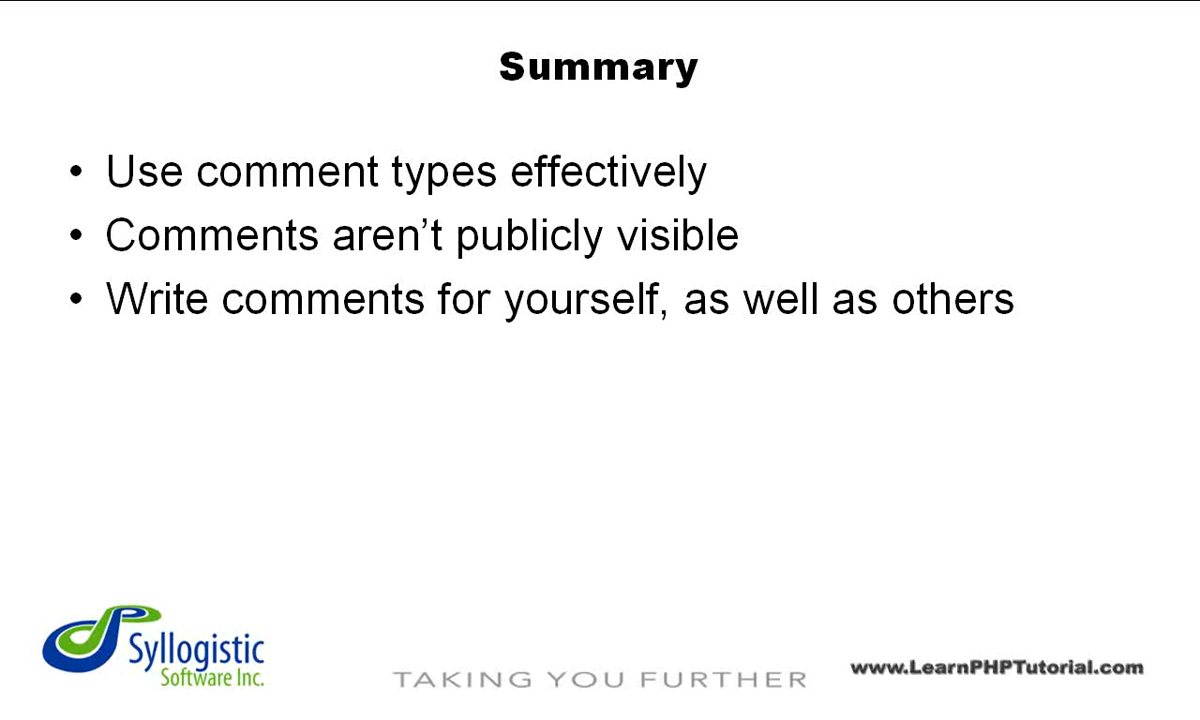 Summary
• Use comment types effectively
• Comments aren’t publicly visible
• Write comments for yourself, as well as others
Syllogistic
Software Inc.
TAKING YOU FURTHER
www.LearnPHPTutorial.com